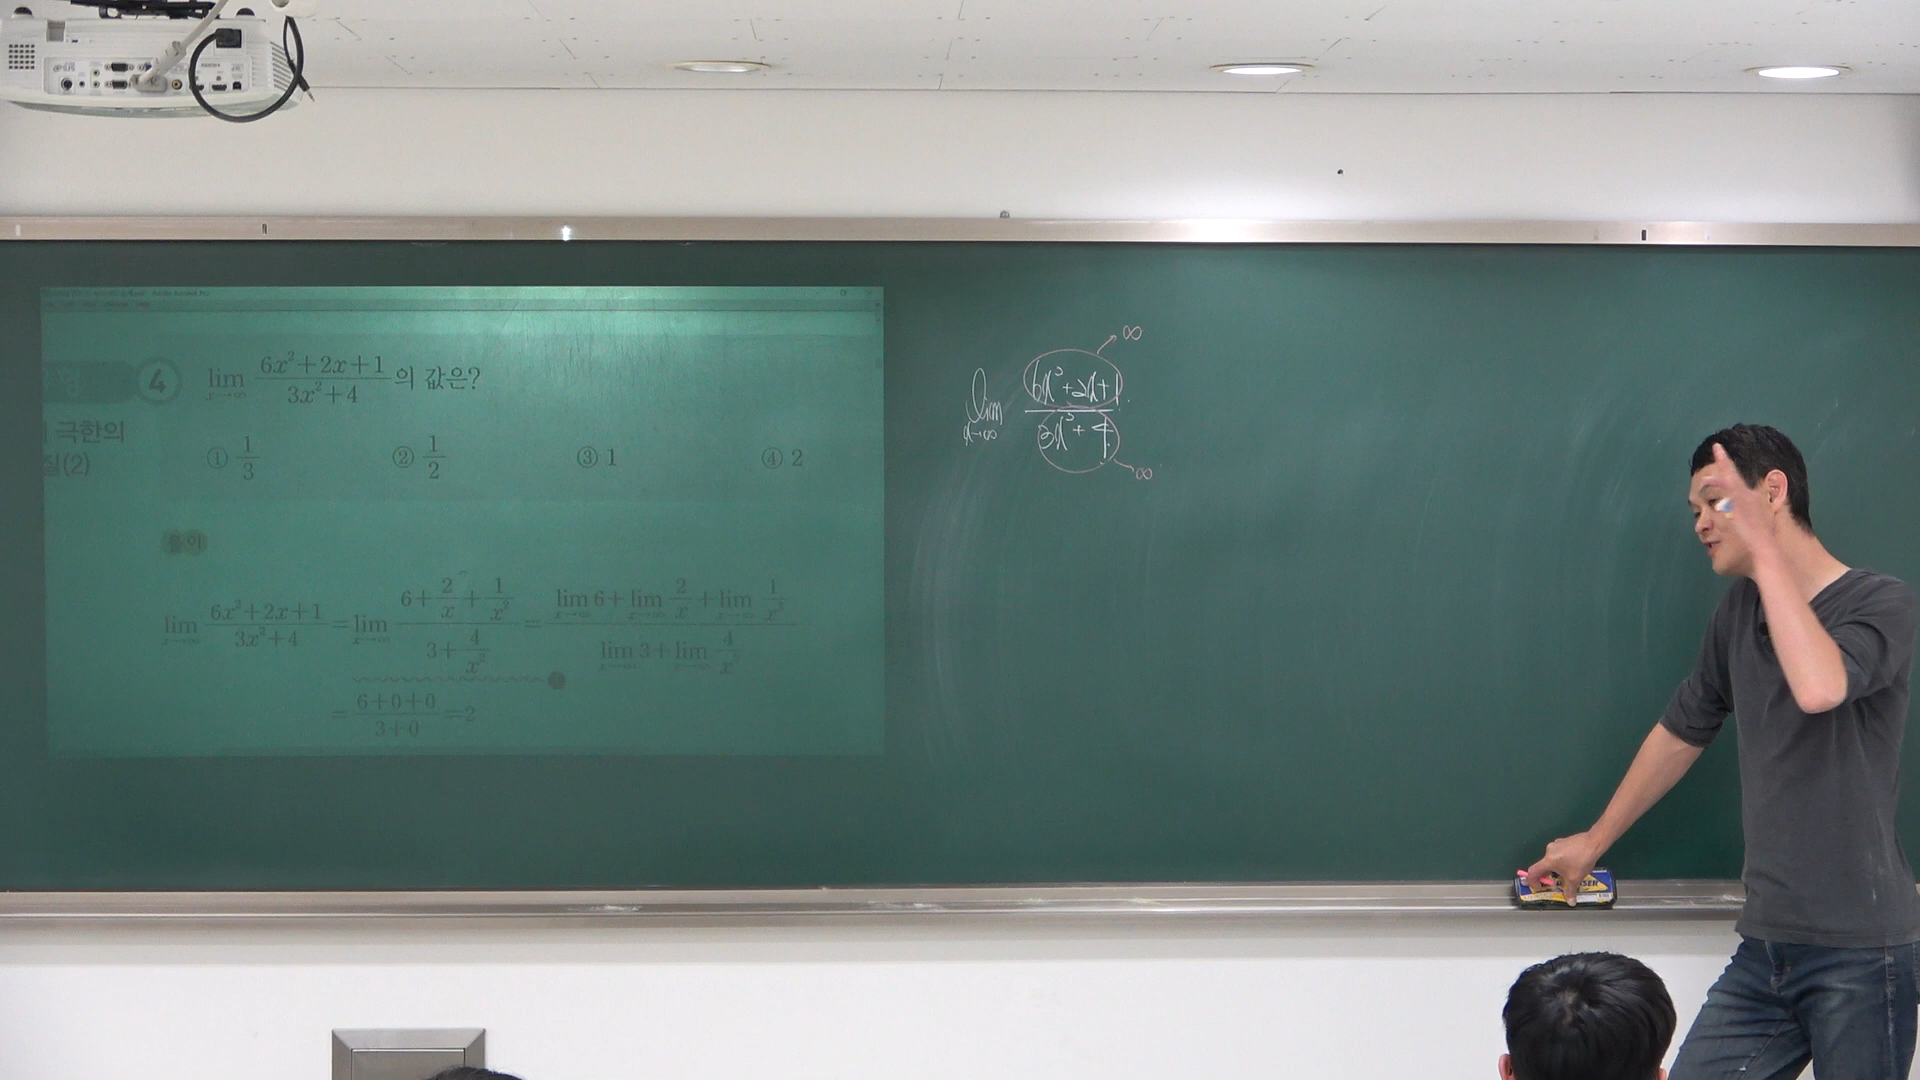 ④ lim x→∞ (6x²+2x+1)/(3x²+4) 의 값은?
극한의
질(2)
① 1/3 ② 1/2 ③ 1 ④ 2
풀이
lim x→∞ (6x²+2x+1)/(3x²+4) = lim x→∞ (6+2/x+1/x²)/(3+4/x²) = (lim x→∞ 6+lim x→∞ 2/x+lim x→∞ 1/x²)/(lim x→∞ 3+lim x→∞ 4/x²)
= (6+0+0)/(3+0) =2
lim x→∞ (6x²+2x+1)/(3x²+4)
∞
∞